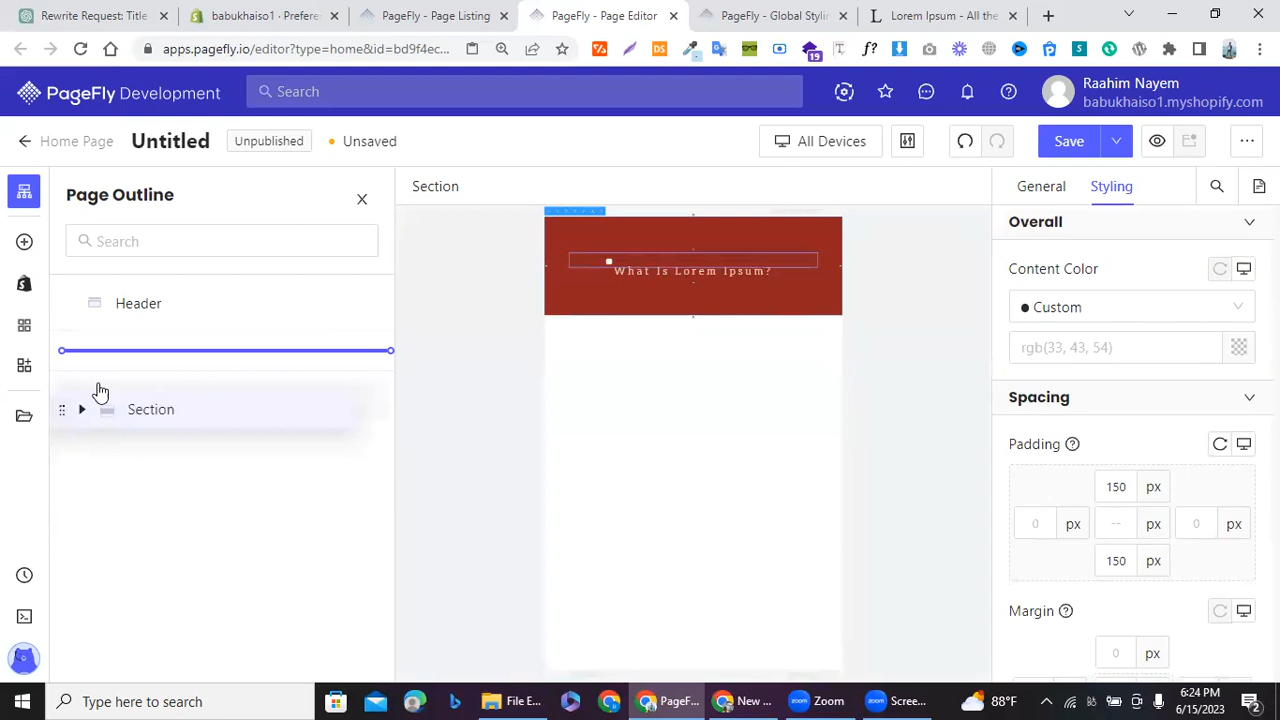 Rewrite Request: Title
babukhaiso1 · Prefere
PageFly - Page Listing
PageFly - Page Editor
PageFly - Global Stylin
Lorem Ipsum - All the
apps.pagefly.io/editor?type=home&id=bd9f4ec...
19
PageFly Development
Search
Raahim Nayem
babukhaiso1.myshopify.com
Home Page
Untitled
Unpublished
Unsaved
All Devices
Save
Page Outline
Search
Header
Section
Section
What Is Lorem Ipsum?
General
Styling
Overall
Content Color
Custom
rgb(33, 43, 54)
Spacing
Padding
150 px
0 px
-- px
0 px
150 px
Margin
0 px
Type here to search
File E...
PageF...
New ...
Zoom
Scree...
88°F
6:24 PM
6/15/2023
2